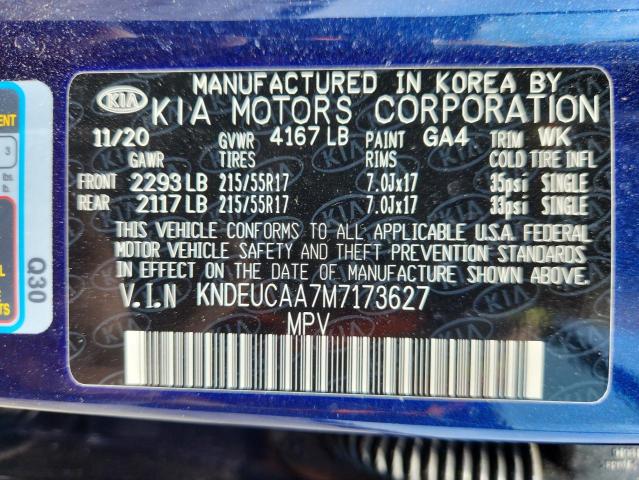 MANUFACTURED IN KOREA BY
KIA KIA MOTORS CORPORATION
11/20 GVWR 4167 LB PAINT GA4 TRIM WK
GAWR TIRES RIMS COLD TIRE INFL
FRONT 2293 LB 215/55R17 7.0Jx17 35psi SINGLE
REAR 2117 LB 215/55R17 7.0Jx17 33psi SINGLE
THIS VEHICLE CONFORMS TO ALL APPLICABLE U.S.A. FEDERAL
MOTOR VEHICLE SAFETY AND THEFT PREVENTION STANDARDS
IN EFFECT ON THE DATE OF MANUFACTURE SHOWN ABOVE.
V.I.N KNDEUCAA7M7173627
MPV
3
lbs.
Q30